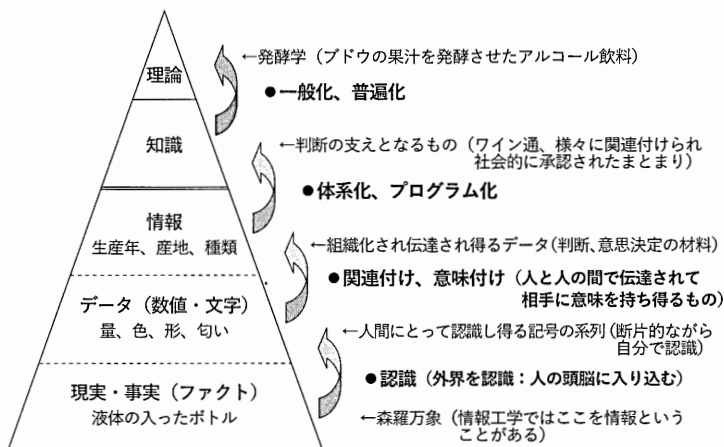 理論
←発酵学（ブドウの果汁を発酵させたアルコール飲料）
●一般化、普遍化
知識
←判断の支えとなるもの（ワイン通、様々に関連付けられ
社会的に承認されたまとまり）
●体系化、プログラム化
情報
生産年、産地、種類
←組織化され伝達され得るデータ（判断、意思決定の材料）
●関連付け、意味付け（人と人の間で伝達されて
相手に意味を持ち得るもの）
データ（数値・文字）
量、色、形、匂い
←人間にとって認識し得る記号の系列（断片的ながら
自分で認識）
●認識（外界を認識：人の頭脳に入り込む）
現実・事実（ファクト）
液体の入ったボトル
←森羅万象（情報工学ではここを情報という
ことがある）